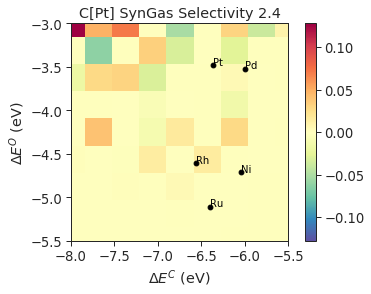 C[Pt] SynGas Selectivity 2.4
−3.0
−3.5
−4.0
−4.5
−5.0
−5.5
ΔE^O (eV)
Pt
Pd
Rh
Ni
Ru
−8.0 −7.5 −7.0 −6.5 −6.0 −5.5
ΔE^C (eV)
0.10
0.05
0.00
−0.05
−0.10